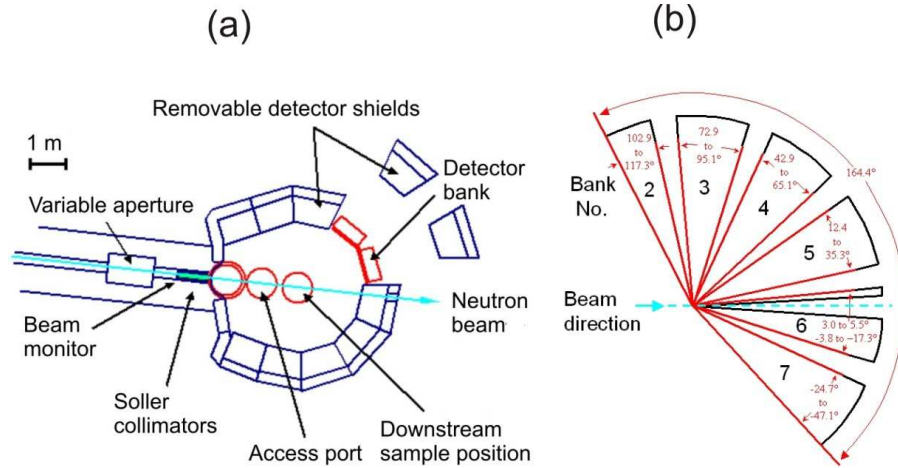 (a)
(b)
Removable detector shields
1 m
Detector
bank
Variable aperture
Neutron
beam
Beam
monitor
Soller
collimators
Access port
Downstream
sample position
102.9
to
117.3°
72.9
to
95.1°
42.9
to
65.1°
164.4°
Bank
No.
2
3
4
12.4
to
35.3°
5
Beam
direction
6
3.0 to 5.5°
-3.8 to -17.3°
7
-24.7°
to
-47.1°